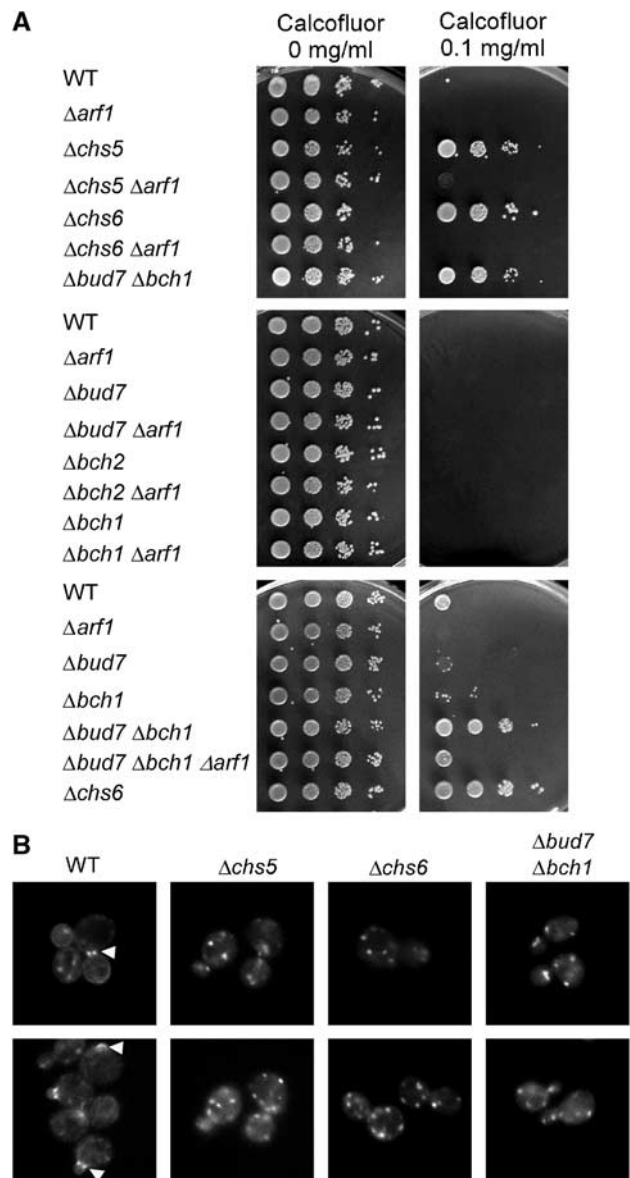 A
Calcofluor
0 mg/ml
Calcofluor
0.1 mg/ml
WT
Δarf1
Δchs5
Δchs5 Δarf1
Δchs6
Δchs6 Δarf1
Δbud7 Δbch1
WT
Δarf1
Δbud7
Δbud7 Δarf1
Δbch2
Δbch2 Δarf1
Δbch1
Δbch1 Δarf1
WT
Δarf1
Δbud7
Δbch1
Δbud7 Δbch1
Δbud7 Δbch1 Δarf1
Δchs6
B
WT
Δchs5
Δchs6
Δbud7
Δbch1